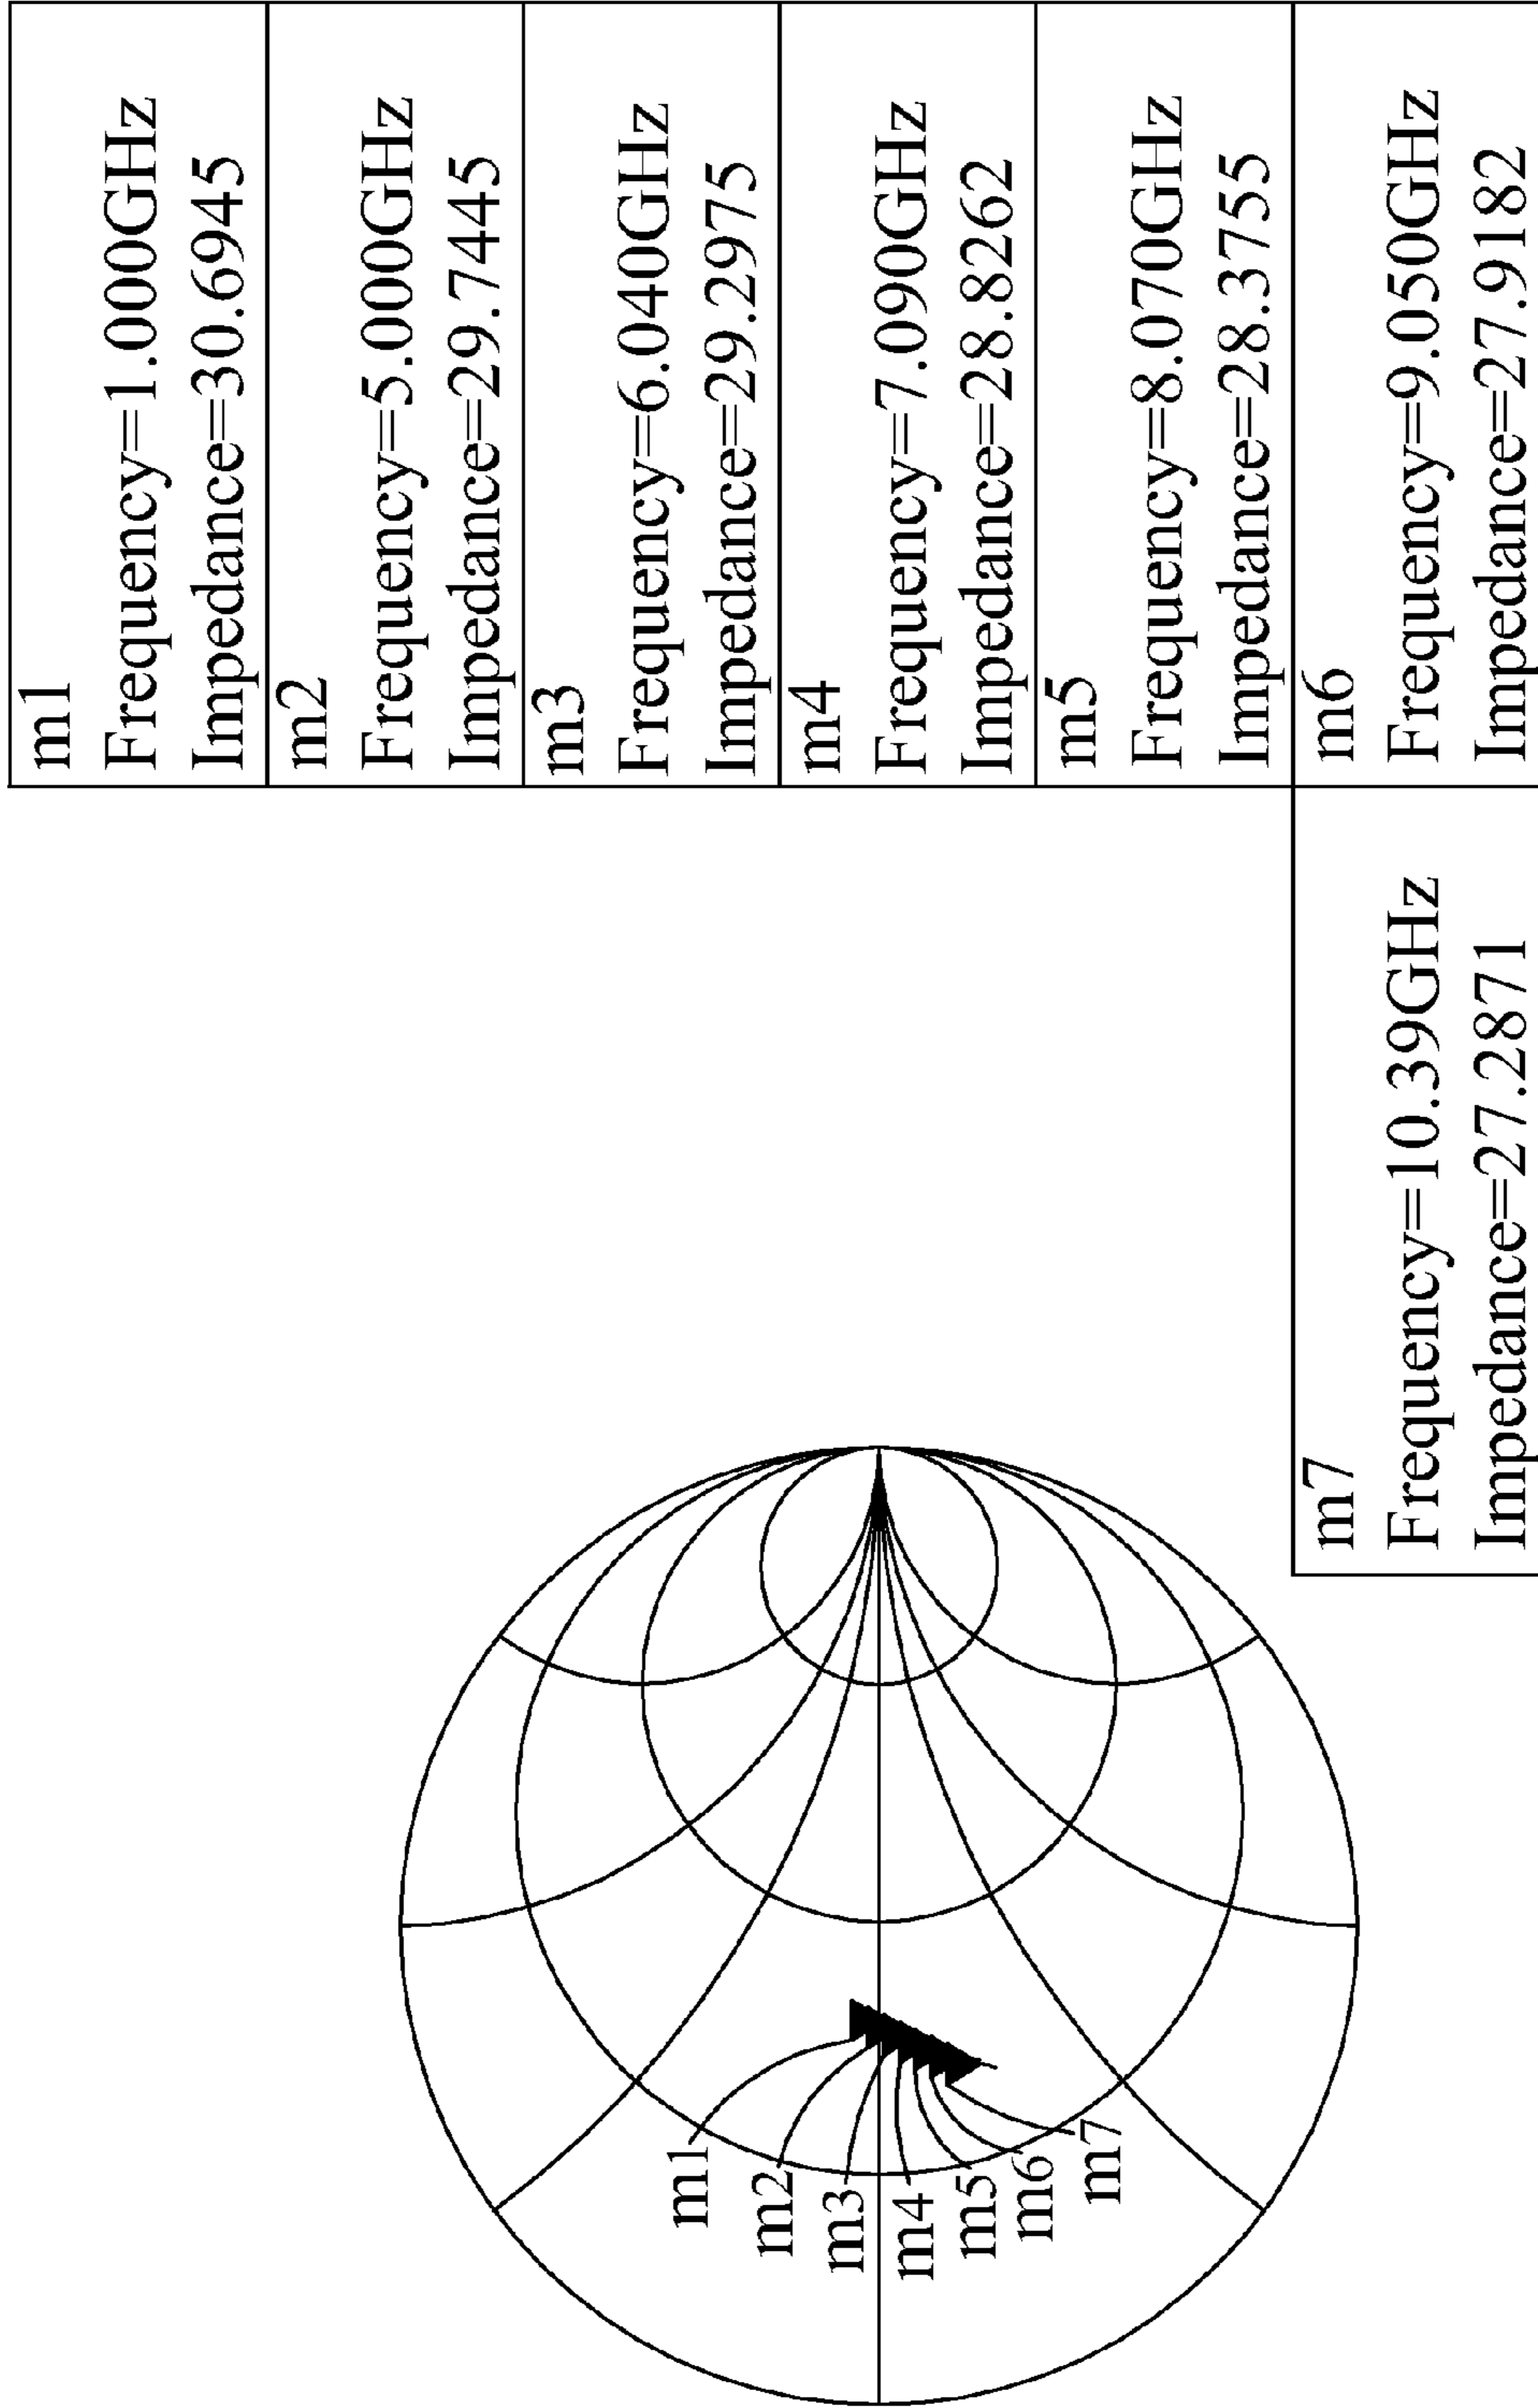 m1
Frequency=1.000GHz
Impedance=30.6945
m2
Frequency=5.000GHz
Impedance=29.7445
m3
Frequency=6.040GHz
Impedance=29.2975
m4
Frequency=7.090GHz
Impedance=28.8262
m5
Frequency=8.070GHz
Impedance=28.3755
m6
Frequency=9.050GHz
Impedance=27.9182
m7
Frequency=10.39GHz
Impedance=27.2871
m1
m2
m3
m4
m5
m6
m7